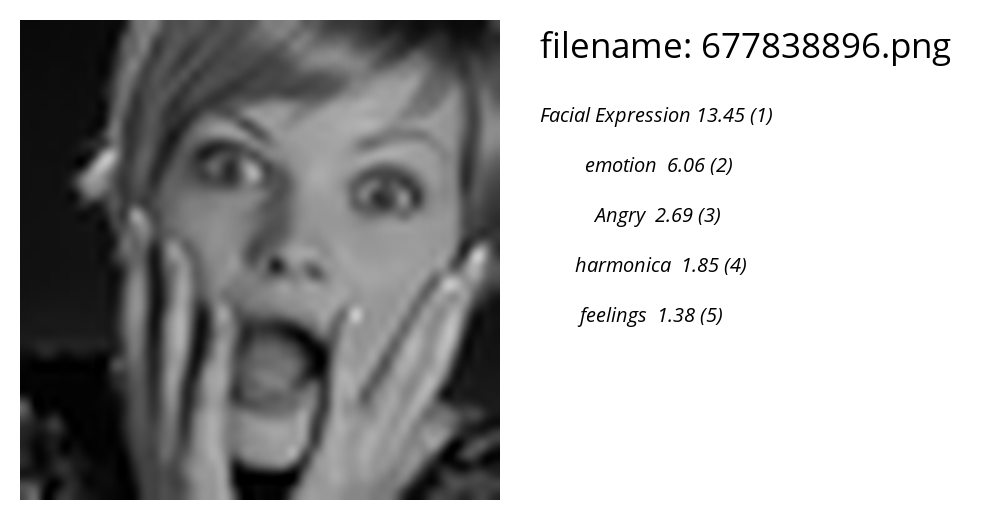 filename: 677838896.png
Facial Expression 13.45 (1)
emotion 6.06 (2)
Angry 2.69 (3)
harmonica 1.85 (4)
feelings 1.38 (5)